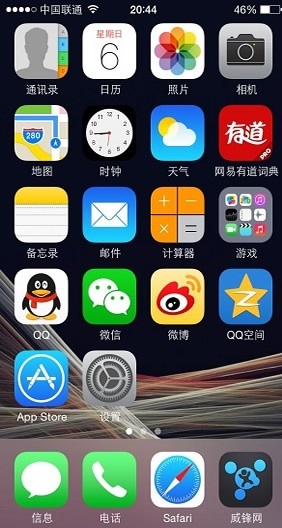 中国联通 20:44 46%
星期日
6
通讯录 日历 照片 相机
280
有道
PRO
地图 时钟 天气 网易有道词典
备忘录 邮件 计算器 游戏
QQ 微信 微博 QQ空间
App Store 设置
信息 电话 Safari 威锋网